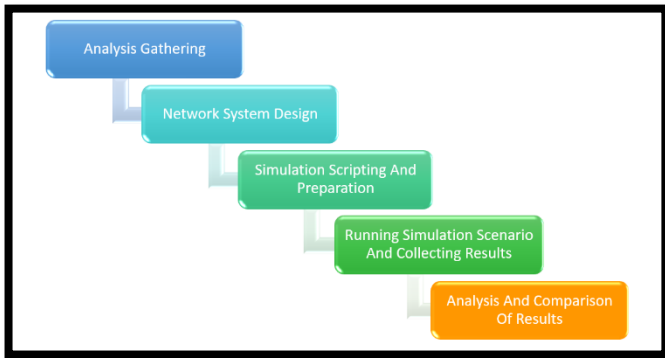 Analysis Gathering
Network System Design
Simulation Scripting And
Preparation
Running Simulation Scenario
And Collecting Results
Analysis And Comparison
Of Results